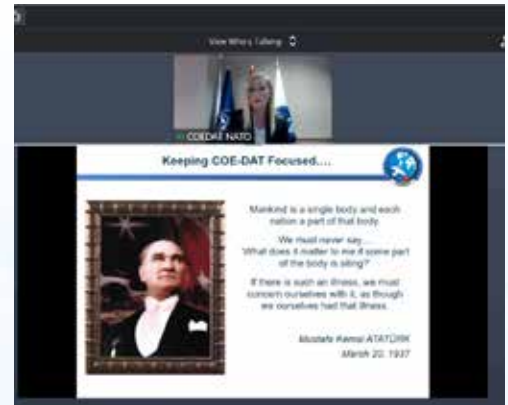 View Who's Talking
COEDAT NATO
Keeping COE-DAT Focused....
Mankind is a single body and each
nation a part of that body.
We must never say....
What does it matter to me if some part
of the body is ailing?
If there is such an illness, we must
concern ourselves with it, as though
we ourselves had that illness.
Mustafa Kemal ATATÜRK
March 20, 1937